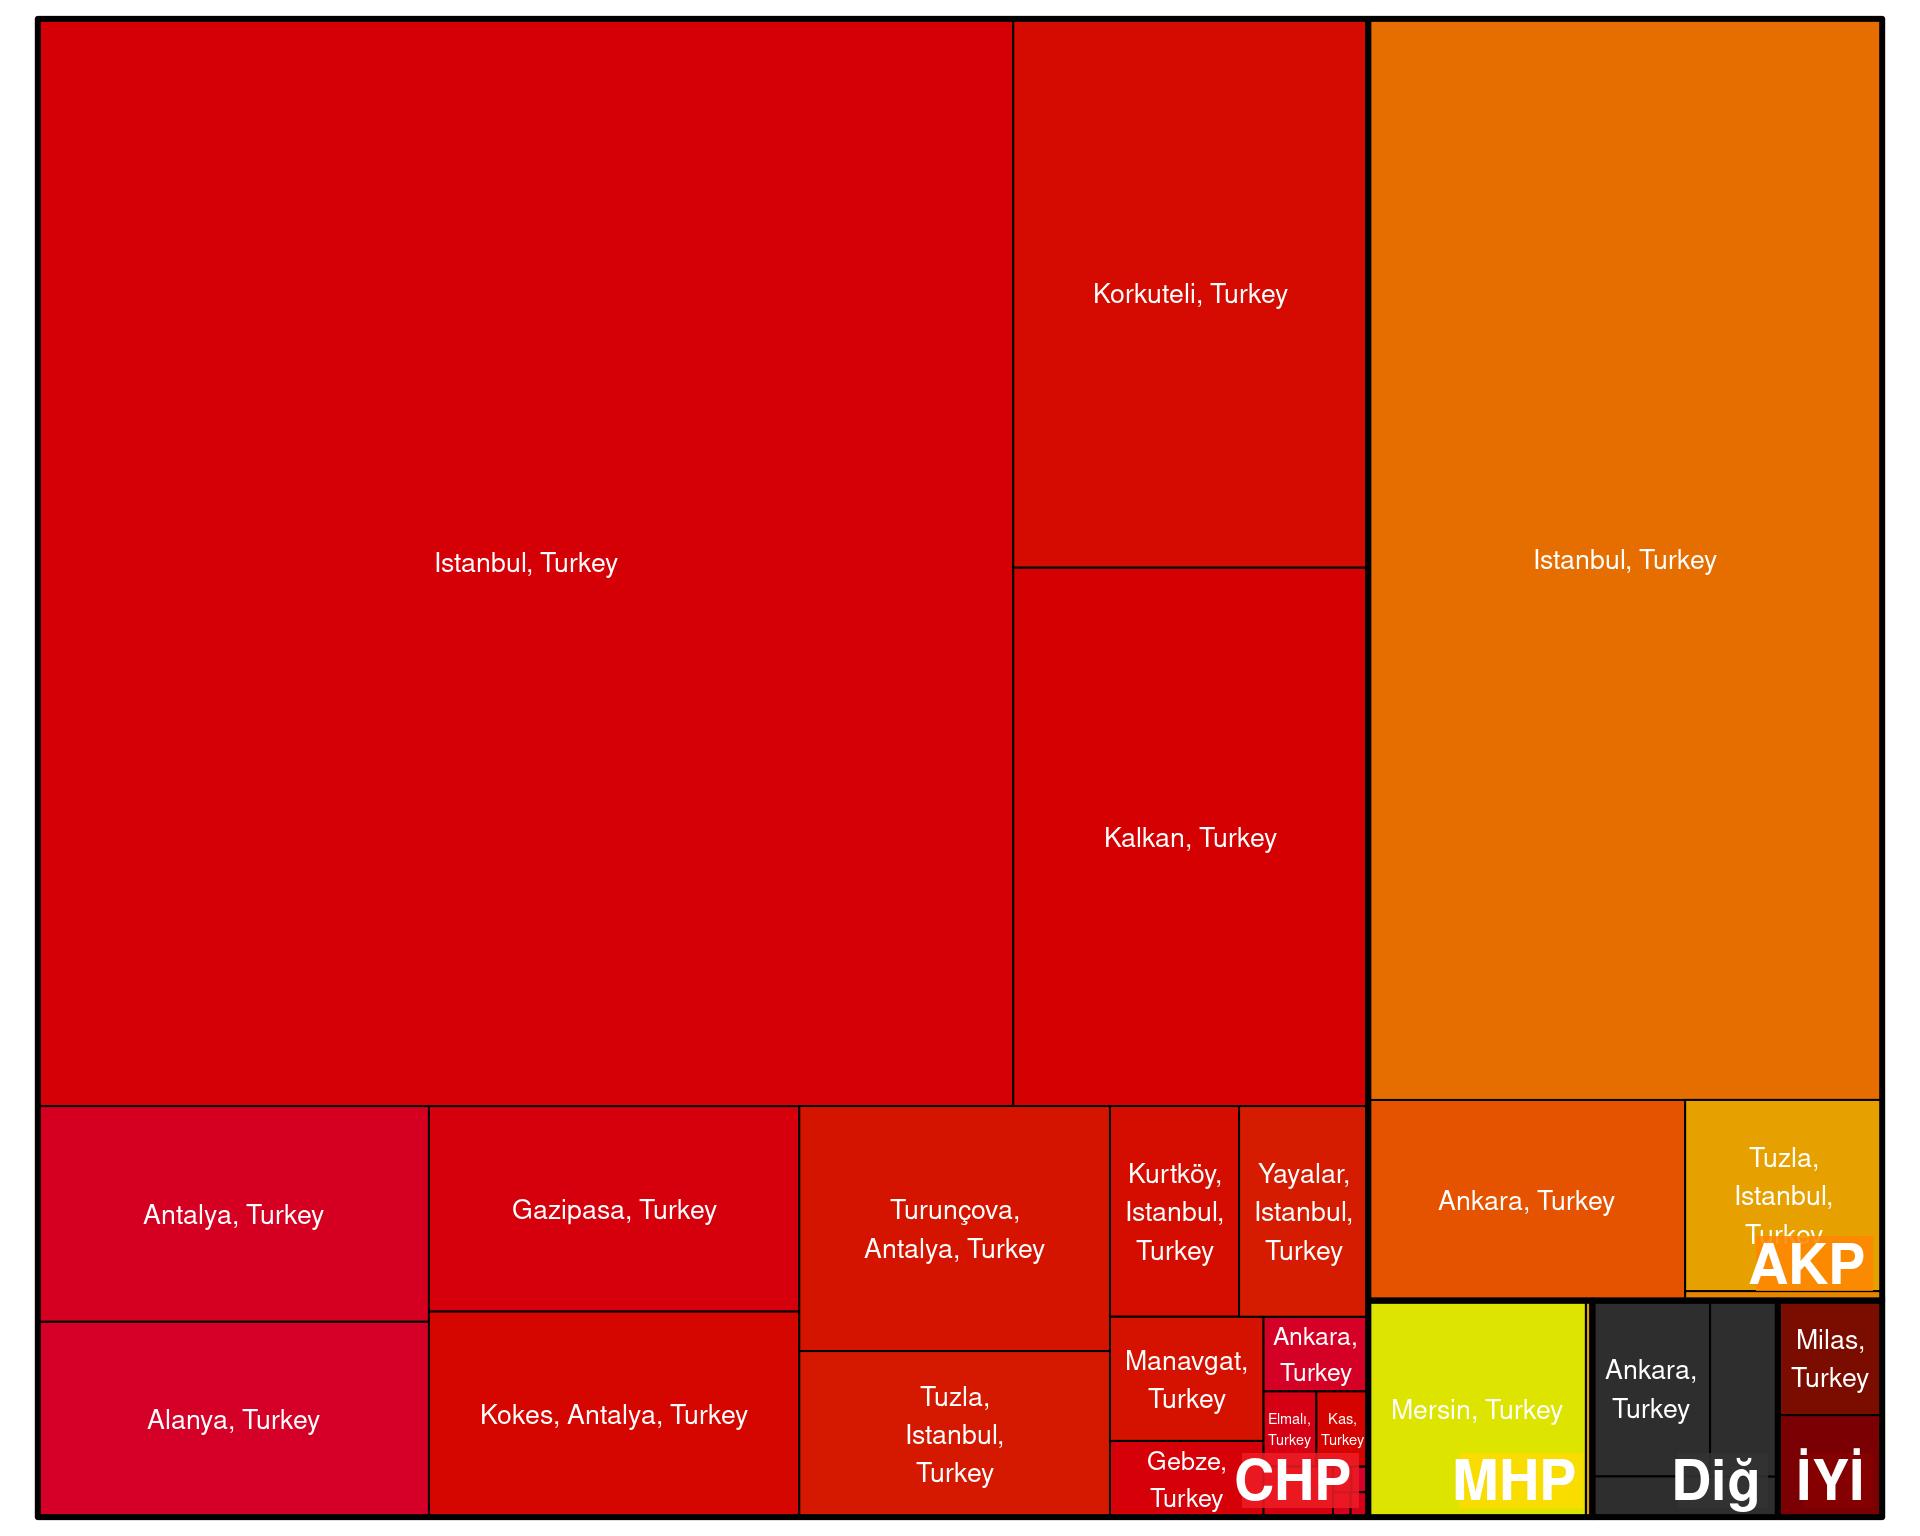 Istanbul, Turkey
Korkuteli, Turkey
Kalkan, Turkey
Antalya, Turkey
Alanya, Turkey
Gazipasa, Turkey
Kokes, Antalya, Turkey
Turunçova,
Antalya, Turkey
Tuzla,
Istanbul,
Turkey
Kurtköy,
Istanbul,
Turkey
Yayalar,
Istanbul,
Turkey
Manavgat,
Turkey
Gebze,
Turkey
Ankara,
Turkey
Elmalı,
Turkey
Kas,
Turkey
CHP
Istanbul, Turkey
Ankara, Turkey
Tuzla,
Istanbul,
Turkey
AKP
Mersin, Turkey
MHP
Ankara,
Turkey
Diğ
Milas,
Turkey
İYİ